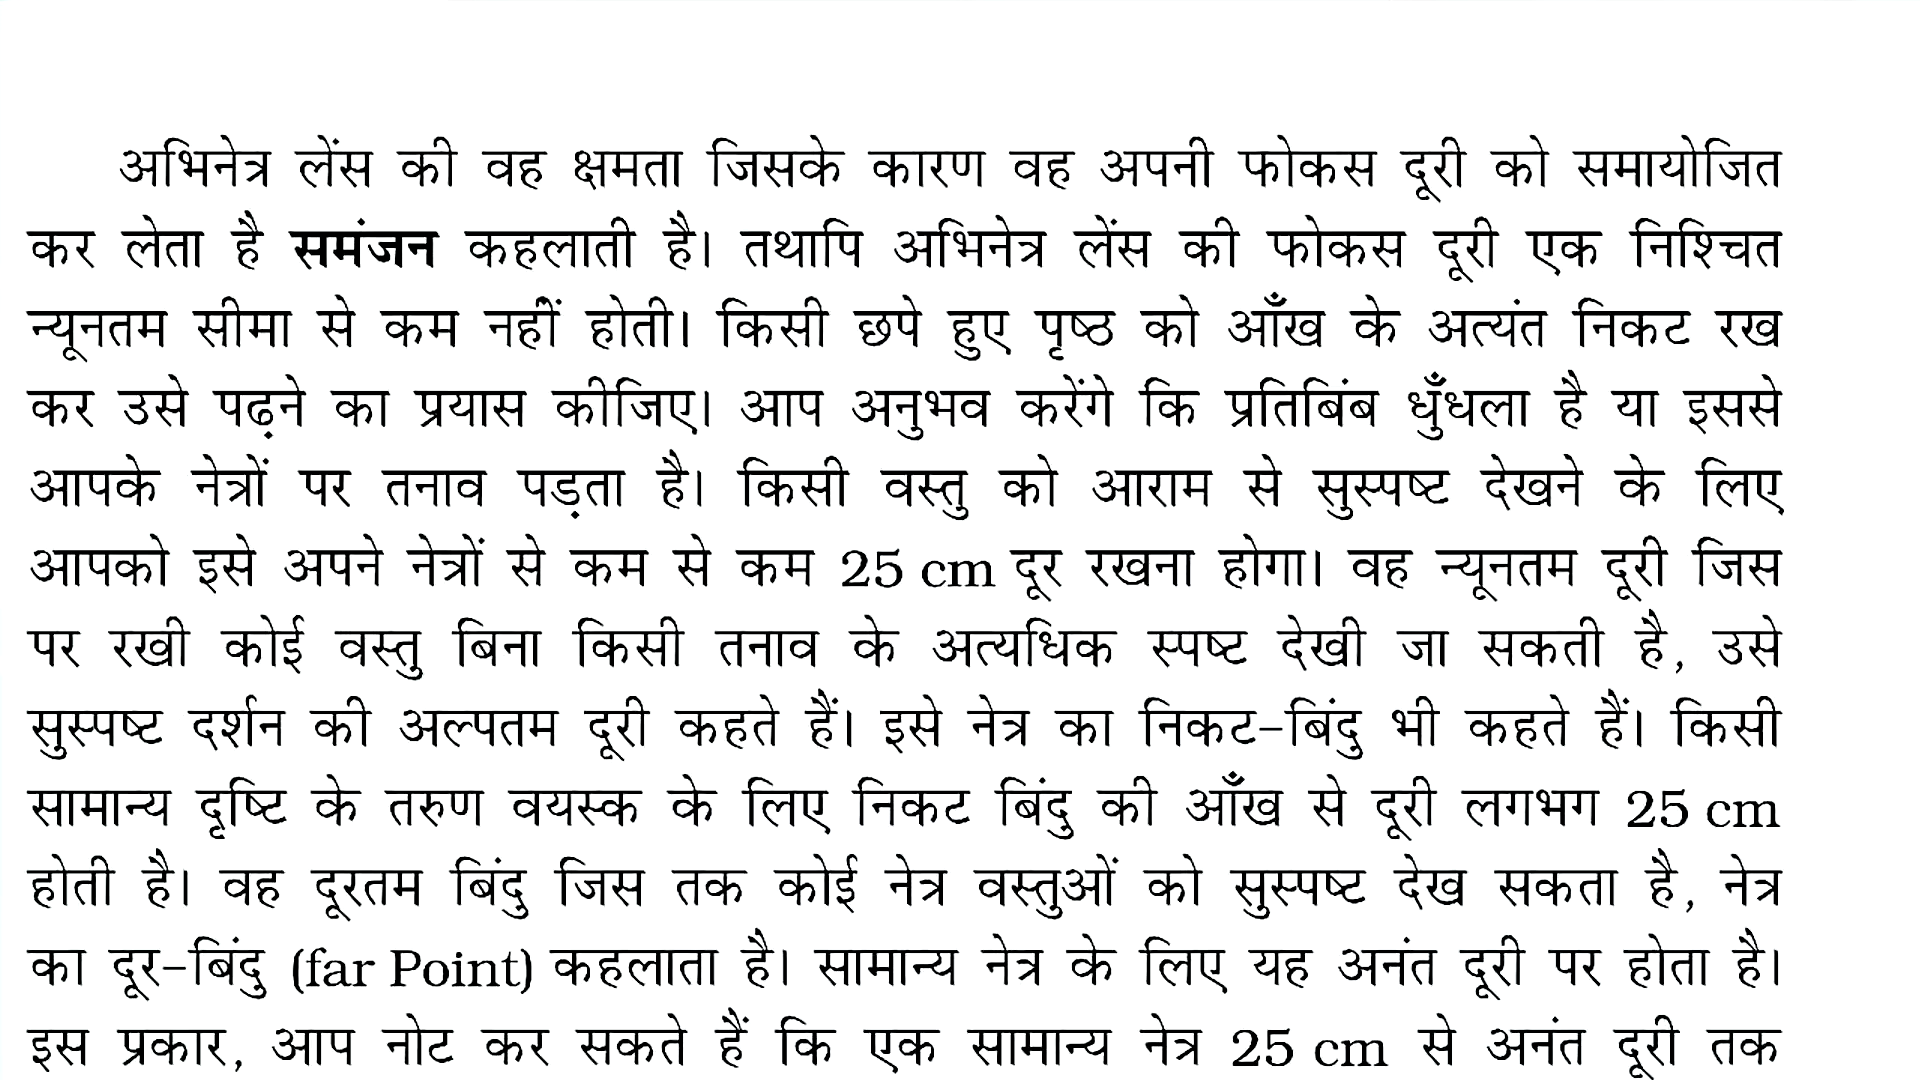 अभिनेत्र लेंस की वह क्षमता जिसके कारण वह अपनी फोकस दूरी को समायोजित
कर लेता है समंजन कहलाती है। तथापि अभिनेत्र लेंस की फोकस दूरी एक निश्चित
न्यूनतम सीमा से कम नहीं होती। किसी छपे हुए पृष्ठ को आँख के अत्यंत निकट रख
कर उसे पढ़ने का प्रयास कीजिए। आप अनुभव करेंगे कि प्रतिबिंब धुँधला है या इससे
आपके नेत्रों पर तनाव पड़ता है। किसी वस्तु को आराम से सुस्पष्ट देखने के लिए
आपको इसे अपने नेत्रों से कम से कम 25 cm दूर रखना होगा। वह न्यूनतम दूरी जिस
पर रखी कोई वस्तु बिना किसी तनाव के अत्यधिक स्पष्ट देखी जा सकती है, उसे
सुस्पष्ट दर्शन की अल्पतम दूरी कहते हैं। इसे नेत्र का निकट-बिंदु भी कहते हैं। किसी
सामान्य दृष्टि के तरुण वयस्क के लिए निकट बिंदु की आँख से दूरी लगभग 25 cm
होती है। वह दूरतम बिंदु जिस तक कोई नेत्र वस्तुओं को सुस्पष्ट देख सकता है, नेत्र
का दूर-बिंदु (far Point) कहलाता है। सामान्य नेत्र के लिए यह अनंत दूरी पर होता है।
इस प्रकार, आप नोट कर सकते हैं कि एक सामान्य नेत्र 25 cm से अनंत दूरी तक